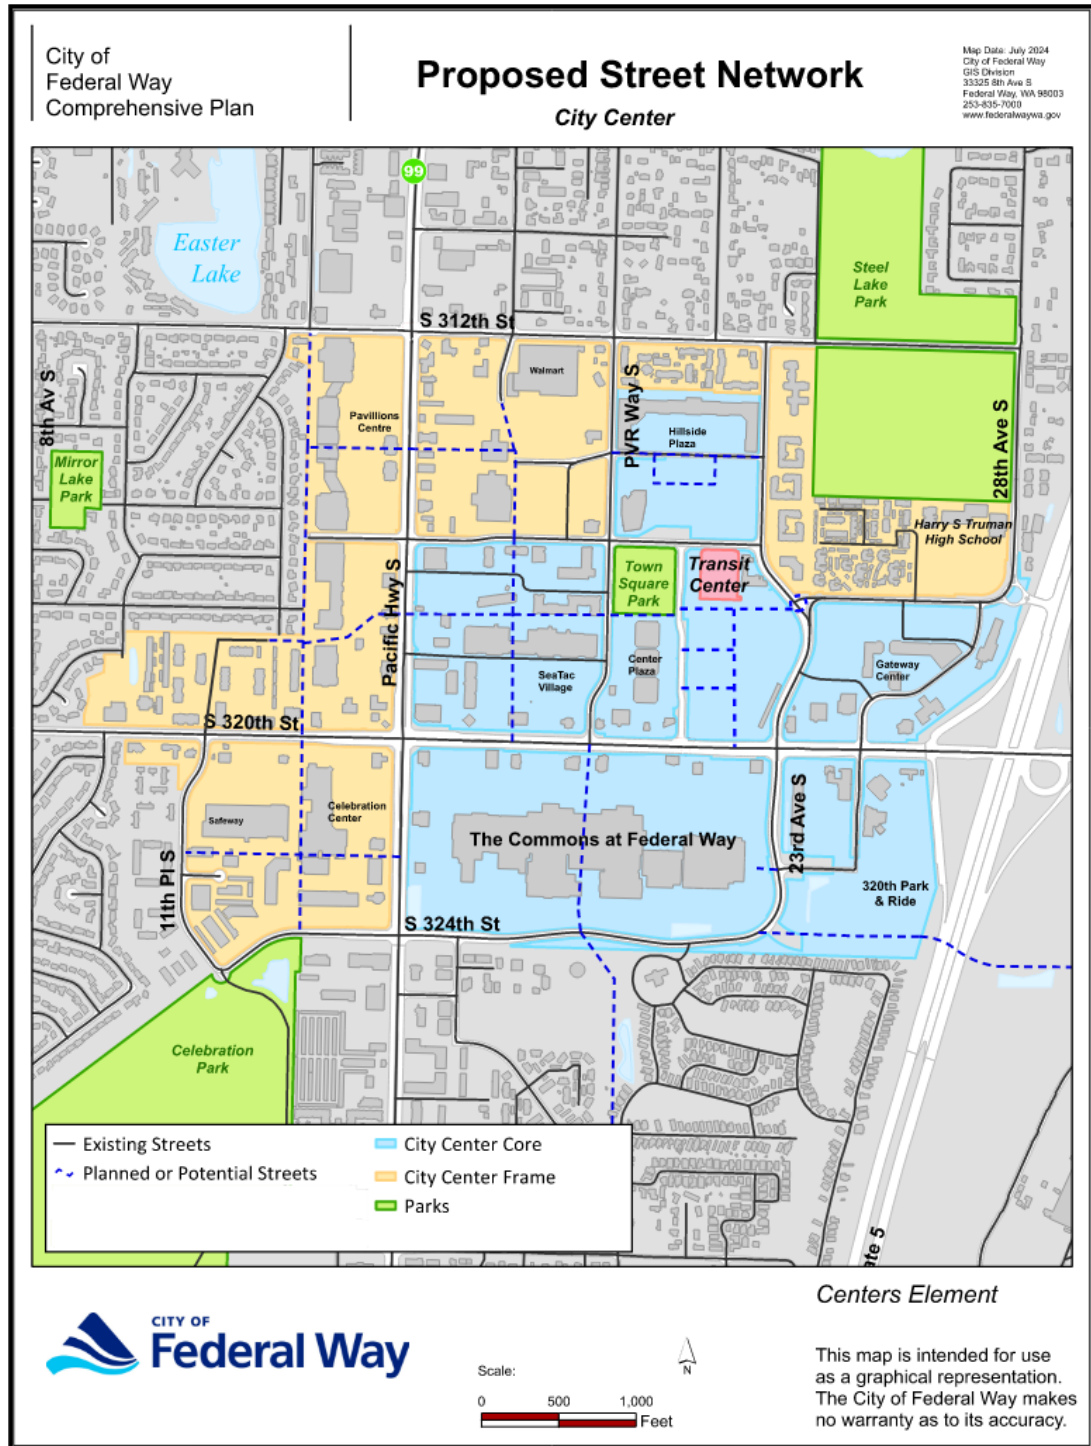 City of
Federal Way
Comprehensive Plan
Proposed Street Network
City Center
Map Date: July 2024
City of Federal Way
GIS Division
33325 8th Ave S
Federal Way, WA 98003
253-835-7000
www.federalwaywa.gov
99
Easter
Lake
Steel
Lake
Park
S 312th St
Walmart
8th Av S
PVR Way S
28th Ave S
Pavillions
Centre
Hillside
Plaza
Mirror
Lake
Park
Harry S Truman
High School
Pacific Hwy S
Town
Square
Park
Transit
Center
SeaTac
Village
Center
Plaza
Gateway
Center
S 320th St
Safeway
Celebration
Center
The Commons at Federal Way
23rd Ave S
11th Pl S
320th Park
& Ride
S 324th St
Celebration
Park
ate 5
Existing Streets
Planned or Potential Streets
City Center Core
City Center Frame
Parks
Centers Element
CITY OF
Federal Way
Scale:
0 500 1,000
Feet
N
This map is intended for use
as a graphical representation.
The City of Federal Way makes
no warranty as to its accuracy.